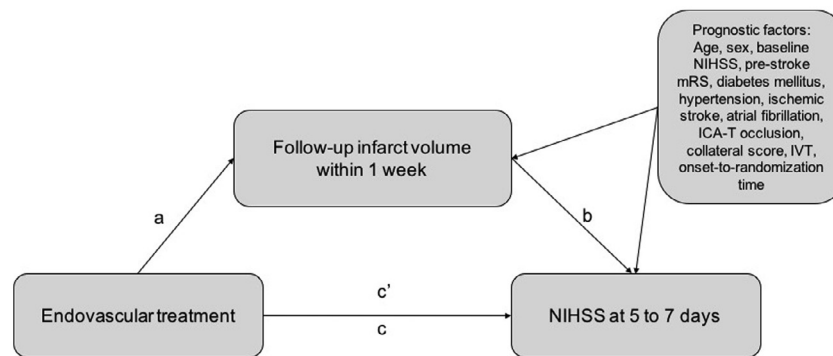 Prognostic factors:
Age, sex, baseline
NIHSS, pre-stroke
mRS, diabetes mellitus,
hypertension, ischemic
stroke, atrial fibrillation,
ICA-T occlusion,
collateral score, IVT,
onset-to-randomization
time
Follow-up infarct volume
within 1 week
a
b
Endovascular treatment
c'
c
NIHSS at 5 to 7 days